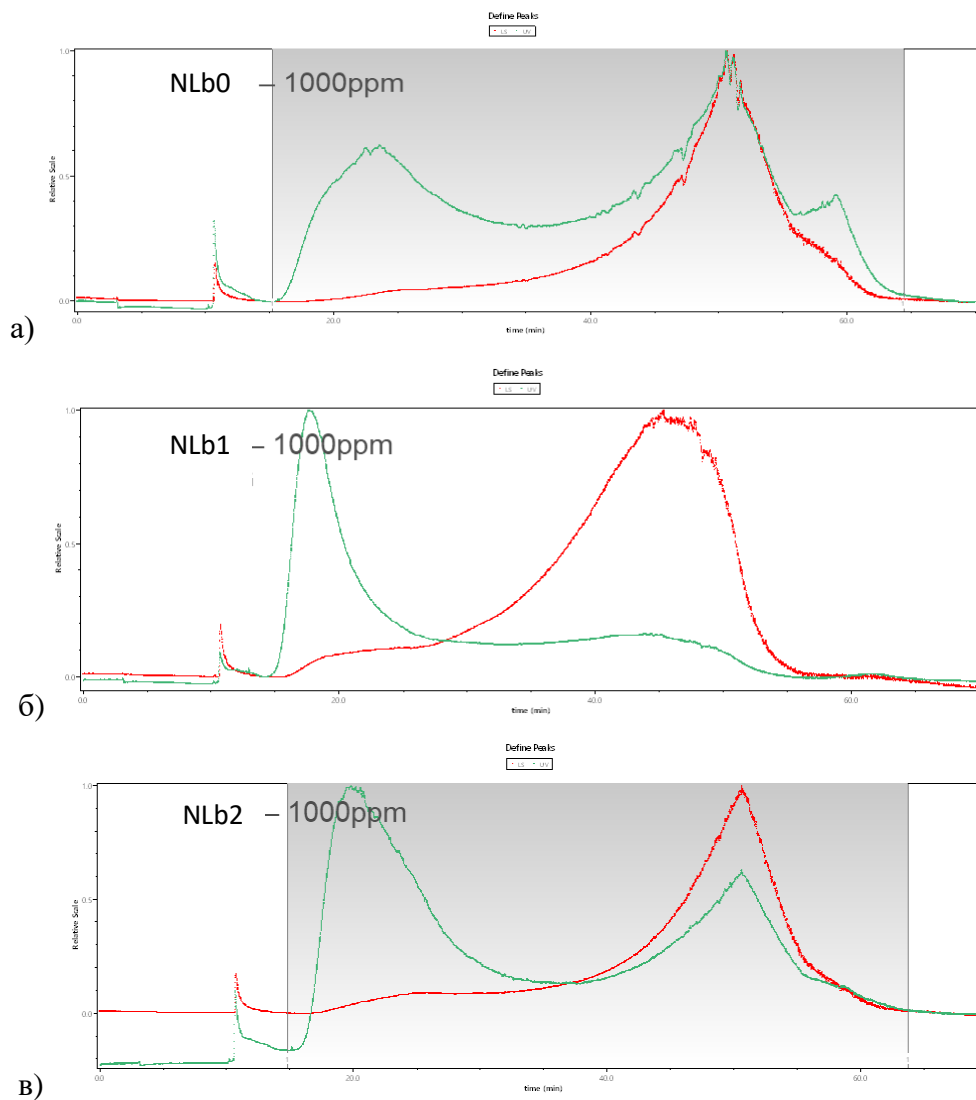 Define Peaks
LS UV
NLb0 – 1000ppm
Relative Scale
1.0
0.5
0.0
0.0 20.0 40.0 60.0
time (min)
а)
Define Peaks
LS UV
NLb1 – 1000ppm
Relative Scale
1.0
0.5
0.0
0.0 20.0 40.0 60.0
time (min)
б)
Define Peaks
LS UV
NLb2 – 1000ppm
Relative Scale
1.0
0.5
0.0
0.0 20.0 40.0 60.0
time (min)
в)